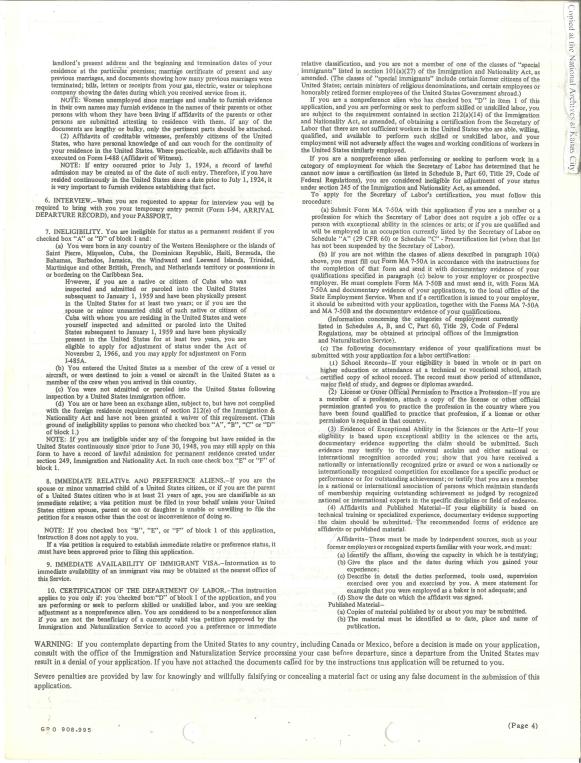 landlord's present address and the beginning and termination dates of your
residence at the particular premises; marriage certificate of present and any
previous marriages, and documents showing how many previous marriages were
terminated; bills, letters or receipts from your gas, electric, water or telephone
company showing the dates during which you received service from it.
NOTE: Women unemployed since marriage and unable to furnish evidence
in their own names may furnish evidence in the names of their parents or other
persons with whom they have been living if affidavits of the parents or other
persons are submitted attesting to residence with them. If any of the
documents are lengthy or bulky, only the pertinent parts should be attached.
(2) Affidavits of creditable witnesses, preferably citizens of the United
States, who have personal knowledge of and can vouch for the continuity of
your residence in the United States. Where practicable, such affidavits shall be
executed on Form I-488 (Affidavit of Witness).
NOTE: If entry occurred prior to July 1, 1924, a record of lawful
admission may be created as of the date of such entry. Therefore, if you have
resided continuously in the United States since a date prior to July 1, 1924, it
is very important to furnish evidence establishing that fact.
6. INTERVIEW.–When you are requested to appear for interview you will be
required to bring with you your temporary entry permit (Form I-94, ARRIVAL
DEPARTURE RECORD), and your PASSPORT.
7. INELIGIBILITY. You are ineligible for status as a permanent resident if you
checked box "A" to "D" of block 1 and:
(a) You were born in any country of the Western Hemisphere or the islands of
Saint Pierre, Miquelon, Cuba, the Dominican Republic, Haiti, Bermuda, the
Bahamas, Barbados, Jamaica, the Windward and Leeward Islands, Trinidad,
Martinique and other British, French, and Netherlands territory or possessions in
or bordering on the Caribbean Sea.
However, if you are a native or citizen of Cuba who was
inspected and admitted or paroled into the United States
subsequent to January 1, 1959 and have been physically present
in the United States for at least two years; or if you are the
spouse or minor unmarried child of such native or citizen of
Cuba with whom you are residing in the United States and were
yourself inspected and admitted or paroled into the United
States subsequent to January 1, 1959 and have been physically
present in the United States for at least two years, you are
eligible to apply for adjustment of status under the Act of
November 2, 1966, and you may apply for adjustment on Form
I-485A.
(b) You entered the United States as a member of the crew of a vessel or
aircraft, or were destined to join a vessel or aircraft in the United States as a
member of the crew when you arrived in this country.
(c) You were not admitted or paroled into the United States following
inspection by a United States immigration officer.
(d) You are or have been an exchange alien, subject to, but have not complied
with the foreign residence requirement of section 212(e) of the Immigration &
Nationality Act and have not been granted a waiver of this requirement. (This
ground of ineligibility applies to persons who checked box "A", "B", "C" or "D"
of block 1.)
NOTE: If you are ineligible under any of the foregoing but have resided in the
United States continuously since prior to June 30, 1948, you may still apply on this
form to have a record of lawful admission for permanent residence created under
section 249, Immigration and Nationality Act. In such case check box "E" or "F" of
block 1.
8. IMMEDIATE RELATIVE AND PREFERENCE ALIENS.–If you are the
spouse or minor unmarried child of a United States citizen, or if you are the parent
of a United States citizen who is at least 21 years of age, you are classifiable as an
immediate relative; a visa petition must be filed in your behalf unless your United
States citizen spouse, parent or son or daughter is unable or unwilling to file the
petition for a reason other than the cost or inconvenience of doing so.
NOTE: If you checked box "B", "E", or "F" of block 1 of this application,
instruction 8 does not apply to you.
If a visa petition is required to establish immediate relative or preference status, it
must have been approved prior to filing this application.
9. IMMEDIATE AVAILABILITY OF IMMIGRANT VISA.–Information as to
immediate availability of an immigrant visa may be obtained at the nearest office of
this Service.
10. CERTIFICATION OF THE DEPARTMENT OF LABOR.–This instruction
applies to you only if: you checked box "D" of block 1 of the application, and you
are performing or seek to perform skilled or unskilled labor, and you are seeking
adjustment as a nonpreference alien. You are considered to be a nonpreference alien
if you are not the beneficiary of a currently valid visa petition approved by the
Immigration and Naturalization Service to accord you a preference or immediate
relative classification, and you are not a member of one of the classes of "special
immigrants" listed in section 101(a)(27) of the Immigration and Nationality Act, as
amended. (The classes of "special immigrants" include certain former citizens of the
United States; certain ministers of religious denominations, and certain employees or
honorably retired former employees of the United States Government abroad.)
If you are a nonpreference alien who has checked box "D" in item 1 of this
application, and you are performing or seek to perform skilled or unskilled labor, you
are subject to the requirement contained in section 212(a)(14) of the Immigration
and Nationality Act, as amended, of obtaining a certification from the Secretary of
Labor that there are not sufficient workers in the United States who are able, willing,
qualified, and available to perform such skilled or unskilled labor, and your
employment will not adversely affect the wages and working conditions of workers in
the United States similarly employed.
If you are a nonpreference alien performing or seeking to perform work in a
category of employment for which the Secretary of Labor has determined that he
cannot now issue a certification (as listed in Schedule B, Part 60, Title 29, Code of
Federal Regulations), you are considered ineligible for adjustment of your status
under section 245 of the Immigration and Nationality Act, as amended.
To apply for the Secretary of Labor's certification, you must follow this
procedure:
(a) Submit Form MA 7-50A with this application if you are a member of a
profession for which the Secretary of Labor does not require a job offer or a
person with exceptional ability in the sciences or arts; or if you are qualified and
will be employed in an occupation currently listed by the Secretary of Labor on
Schedule "A" (29 CFR 60) or Schedule "C" - Precertification list (when that list
has not been suspended by the Secretary of Labor).
(b) If you are not within the classes of aliens described in paragraph 10(a)
above, you must fill out Form MA 7-50A in accordance with the instructions for
the completion of that form and send it with documentary evidence of your
qualifications specified in paragraph (c) below to your employer or prospective
employer. He must complete Form MA 7-50B and must send it, with Form MA
7-50A and documentary evidence of your qualifications, to the local office of the
State Employment Service. When and if a certification is issued to your employer,
it should be submitted with your application, together with the Forms MA 7-50A
and MA 7-50B and the documentary evidence of your qualifications.
(Information concerning the categories of employment currently
listed in Schedules A, B, and C, Part 60, Title 29, Code of Federal
Regulations, may be obtained at principal offices of the Immigration
and Naturalization Service).
(c) The following documentary evidence of your qualifications must be
submitted with your application for a labor certification:
(1) School Records–If your eligibility is based in whole or in part on
higher education or attendance at a technical or vocational school, attach
certified copy of school record. The record must show period of attendance,
major field of study, and degrees or diplomas awarded.
(2) License or Other Official Permission to Practice a Profession–If you are
a member of a profession, attach a copy of the license or other official
permission granted you to practice the profession in the country where you
have been found qualified to practice that profession, if a license or other
permission is required in that country.
(3) Evidence of Exceptional Ability in the Sciences or the Arts–If your
eligibility is based upon exceptional ability in the sciences or the arts,
documentary evidence supporting the claim should be submitted. Such
evidence may testify to the universal acclaim and either national or
international recognition accorded you; show that you have received a
nationally or internationally recognized prize or award or won a nationally or
internationally recognized competition for excellence for a specific product or
performance or for outstanding achievement; or testify that you are a member
in a national or international association of persons which maintain standards
of membership requiring outstanding achievement as judged by recognized
national or international experts in the specific discipline or field of endeavor.
(4) Affidavits and Published Material–If your eligibility is based on
technical training or specialized experience, documentary evidence supporting
the claim should be submitted. The recommended forms of evidence are
affidavits or published material.
Affidavits–These must be made by independent sources, such as your
former employers or recognized experts familiar with your work, and must:
(a) Identify the affiant, showing the capacity in which he is testifying;
(b) Give the place and the dates during which you gained your
experience;
(c) Describe in detail the duties performed, tools used, supervision
exercised over you and exercised by you. A mere statement for
example that you were employed as a baker is not adequate; and
(d) Show the date on which the affidavit was signed.
Published Material–
(a) Copies of material published by or about you may be submitted.
(b) The material must be identified as to date, place and name of
publication.
WARNING: If you contemplate departing from the United States to any country, including Canada or Mexico, before a decision is made on your application,
consult with the office of the Immigration and Naturalization Service processing your case before departure, since a departure from the United States may
result in a denial of your application. If you have not attached the documents called for by the instructions this application will be returned to you.
Severe penalties are provided by law for knowingly and willfully falsifying or concealing a material fact or using any false document in the submission of this
application.
GPO 908-995
(Page 4)
Copied at the National Archives at Kansas City